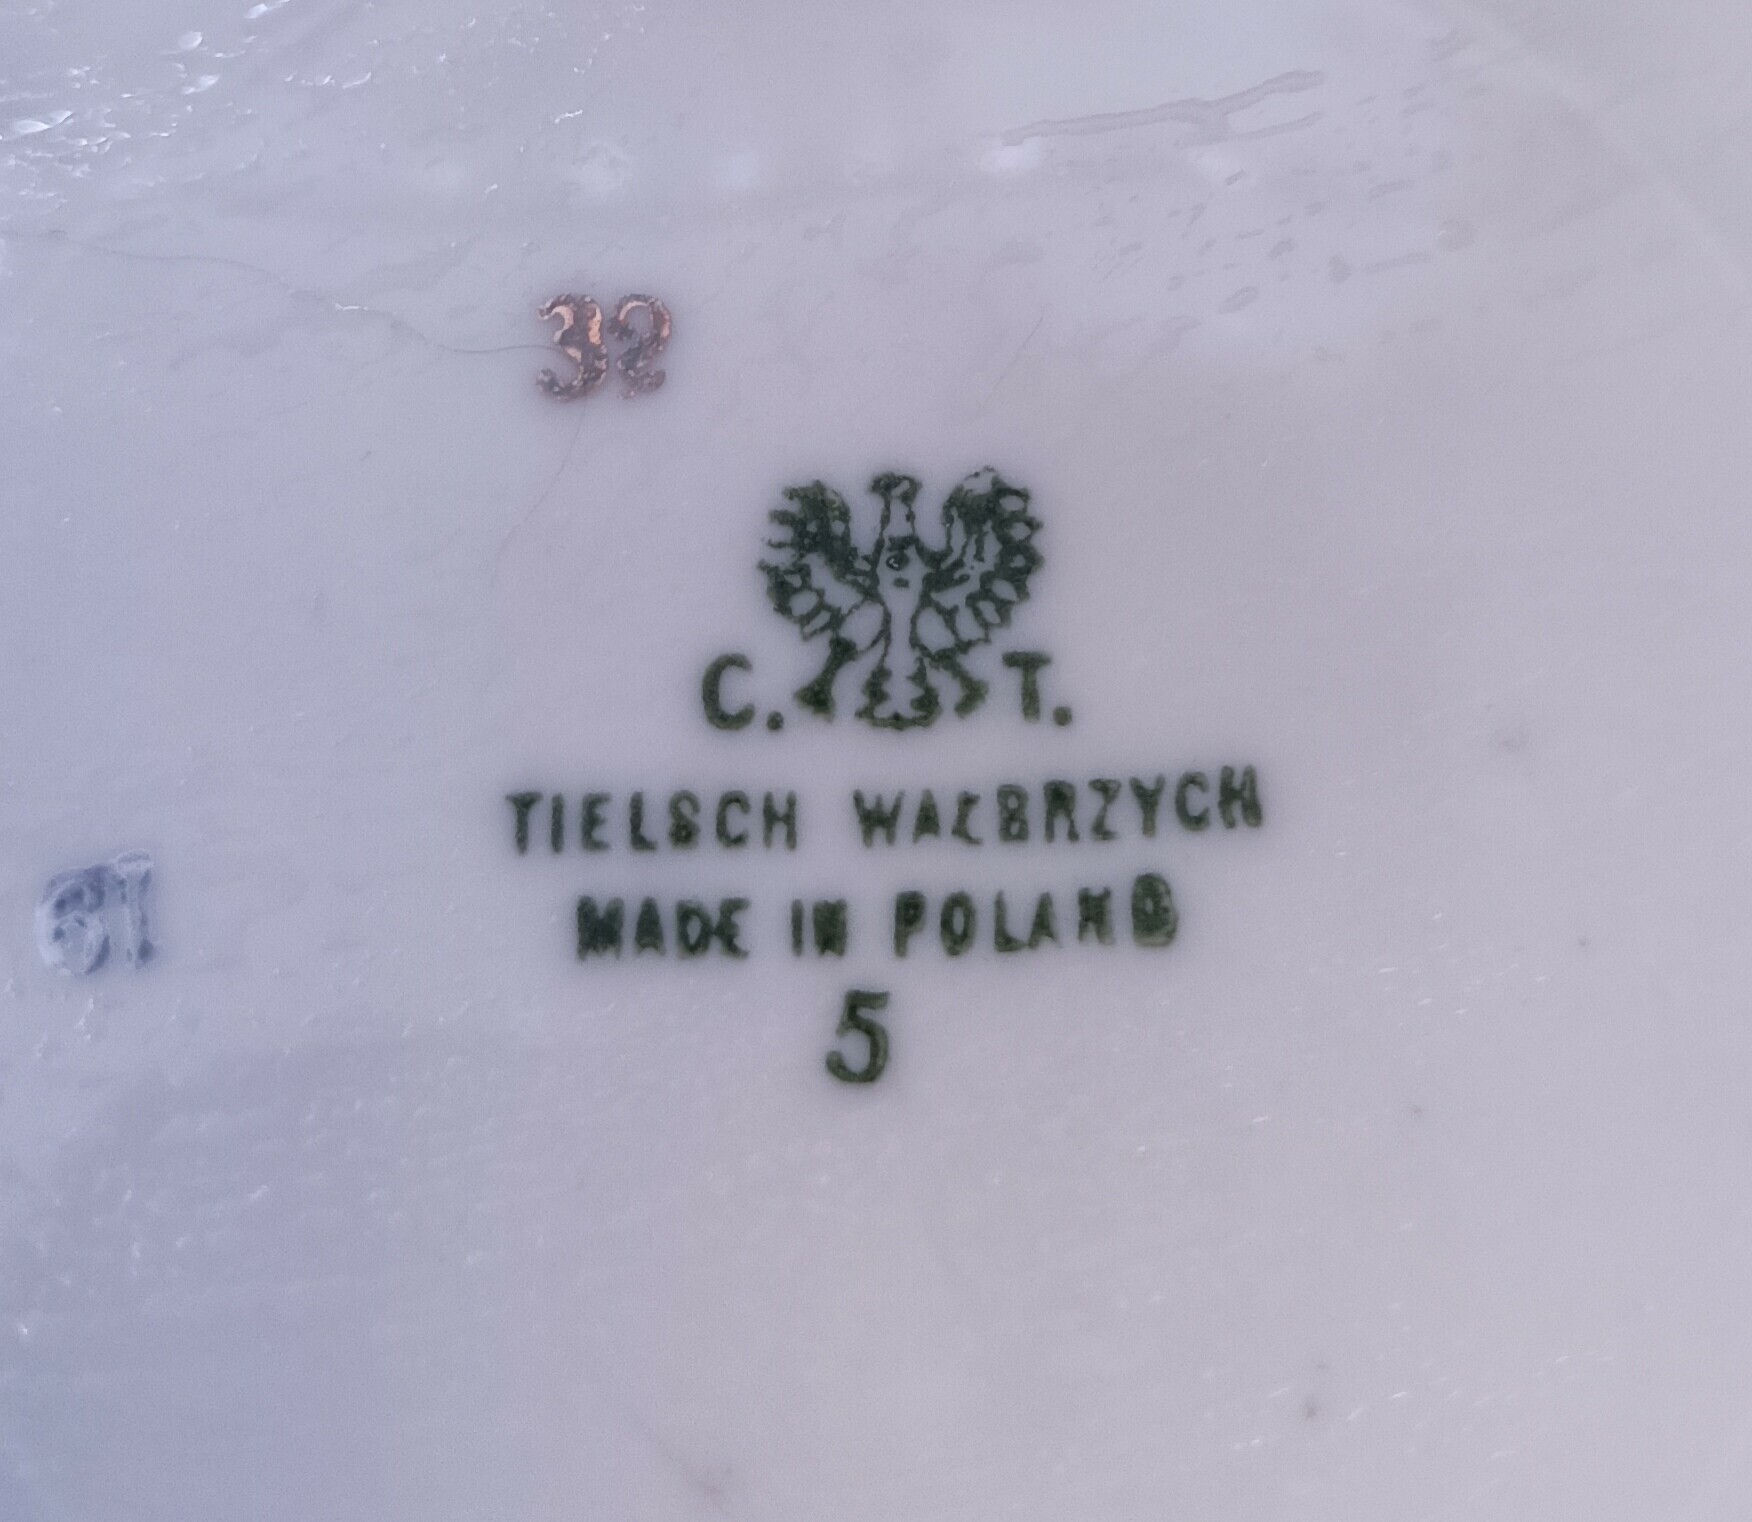 32
C. T.
TIELSCH WAŁBRZYCH
MADE IN POLAND
5